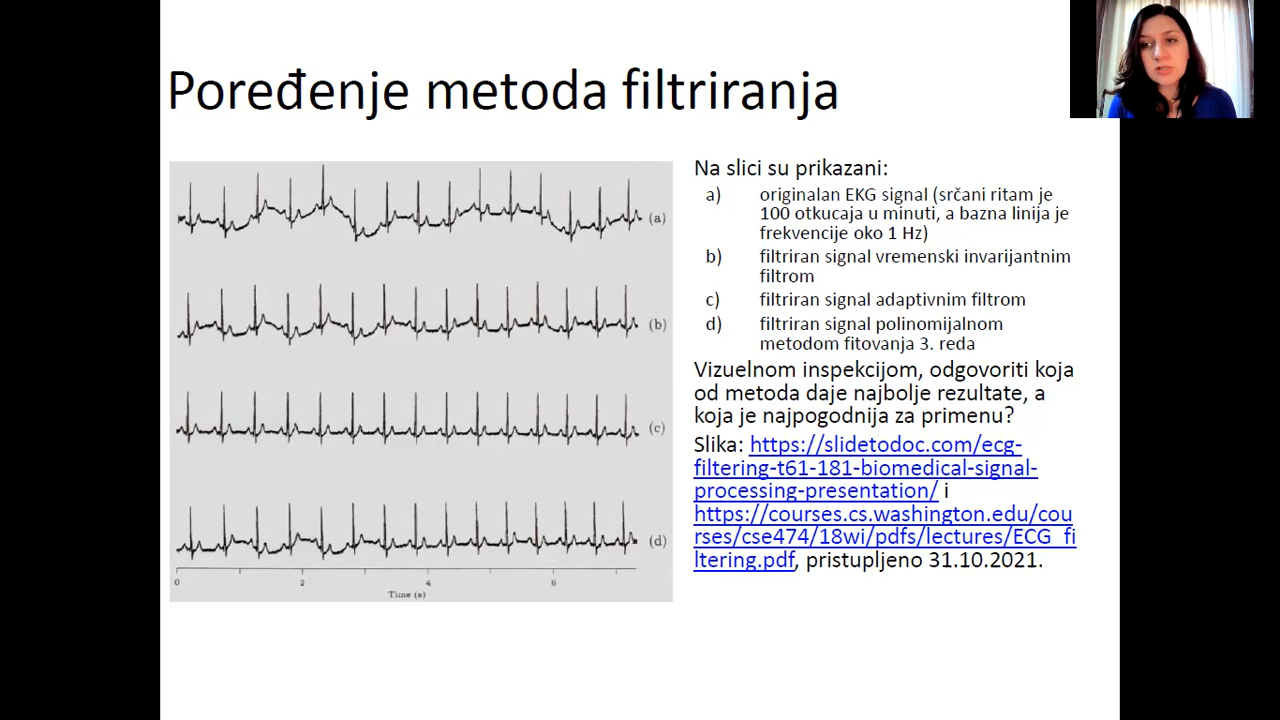 Poređenje metoda filtriranja
(a)
(b)
(c)
(d)
0 2 4 6
Time (s)
Na slici su prikazani:
a) originalan EKG signal (srčani ritam je
100 otkucaja u minuti, a bazna linija je
frekvencije oko 1 Hz)
b) filtriran signal vremenski invarijantnim
filtrom
c) filtriran signal adaptivnim filtrom
d) filtriran signal polinomijalnom
metodom fitovanja 3. reda
Vizuelnom inspekcijom, odgovoriti koja
od metoda daje najbolje rezultate, a
koja je najpogodnija za primenu?
Slika: https://slidetodoc.com/ecg-
filtering-t61-181-biomedical-signal-
processing-presentation/ i
https://courses.cs.washington.edu/cou
rses/cse474/18wi/pdfs/lectures/ECG_fi
ltering.pdf, pristupljeno 31.10.2021.